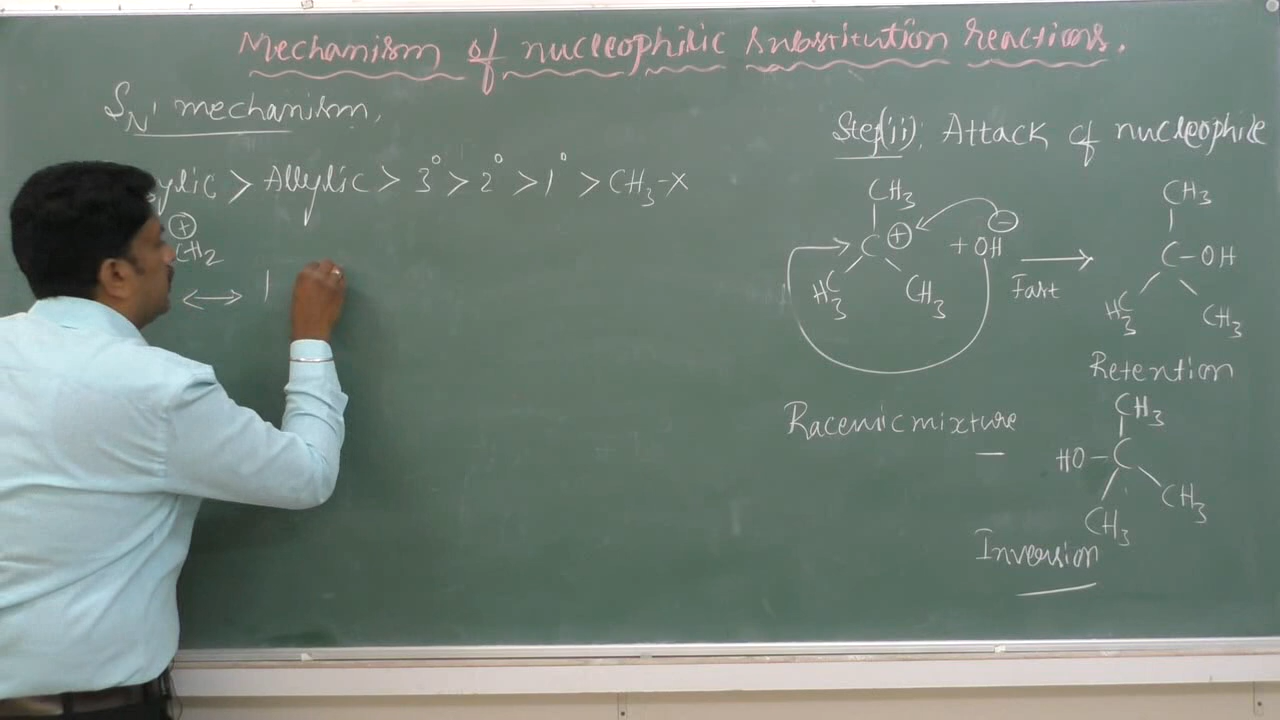 Mechanism of nucleophilic substitution reactions.
SN1 mechanism,
ylic > Allylic > 3° > 2° > 1° > CH3-X
⊕
CH2
⟷
Step(ii): Attack of nucleophile
CH3
C ⊕ + OH ⊖
H3C CH3
Fast
CH3
C-OH
H3C CH3
Retention
Racemic mixture
CH3
HO-C
CH3 CH3
Inversion